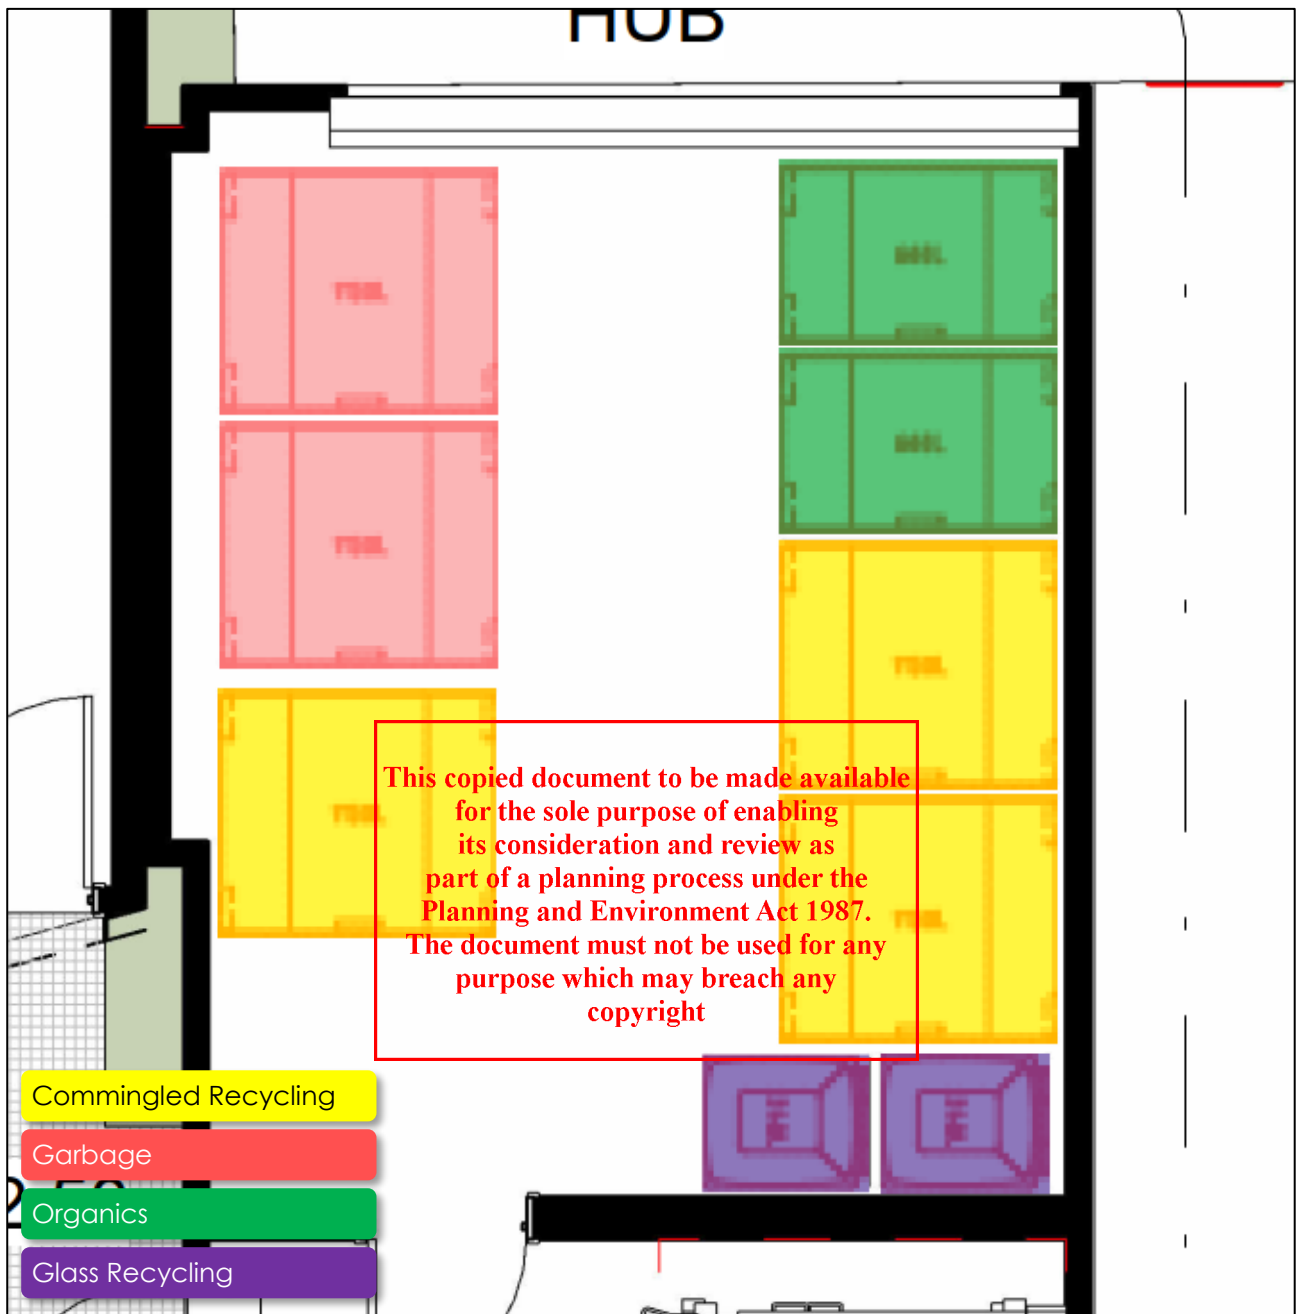 HUB
This copied document to be made available
for the sole purpose of enabling
its consideration and review as
part of a planning process under the
Planning and Environment Act 1987.
The document must not be used for any
purpose which may breach any
copyright
Commingled Recycling
Garbage
Organics
Glass Recycling